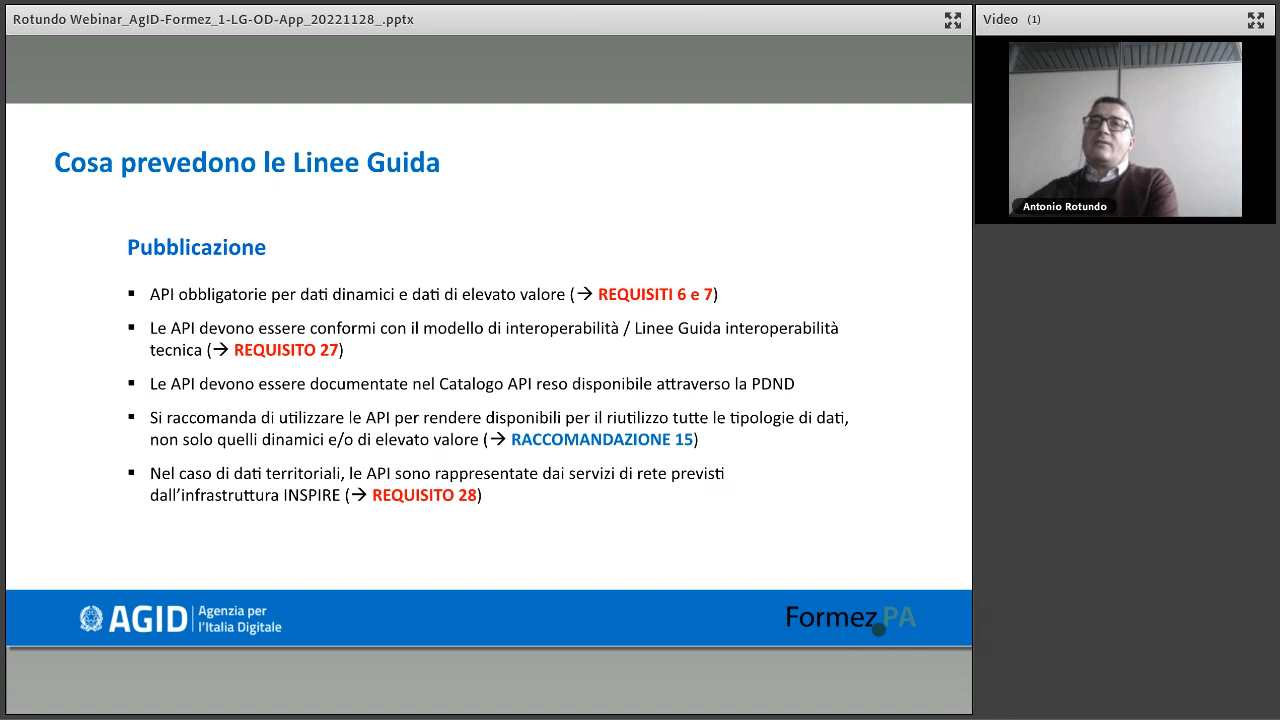 Rotundo Webinar_AgID-Formez_1-LG-OD-App_20221128_.pptx
Video (1)
Antonio Rotundo
Cosa prevedono le Linee Guida
Pubblicazione
▪ API obbligatorie per dati dinamici e dati di elevato valore (→ REQUISITI 6 e 7)
▪ Le API devono essere conformi con il modello di interoperabilità / Linee Guida interoperabilità
tecnica (→ REQUISITO 27)
▪ Le API devono essere documentate nel Catalogo API reso disponibile attraverso la PDND
▪ Si raccomanda di utilizzare le API per rendere disponibili per il riutilizzo tutte le tipologie di dati,
non solo quelli dinamici e/o di elevato valore (→ RACCOMANDAZIONE 15)
▪ Nel caso di dati territoriali, le API sono rappresentate dai servizi di rete previsti
dall'infrastruttura INSPIRE (→ REQUISITO 28)
AGID Agenzia per
l'Italia Digitale
Formez PA